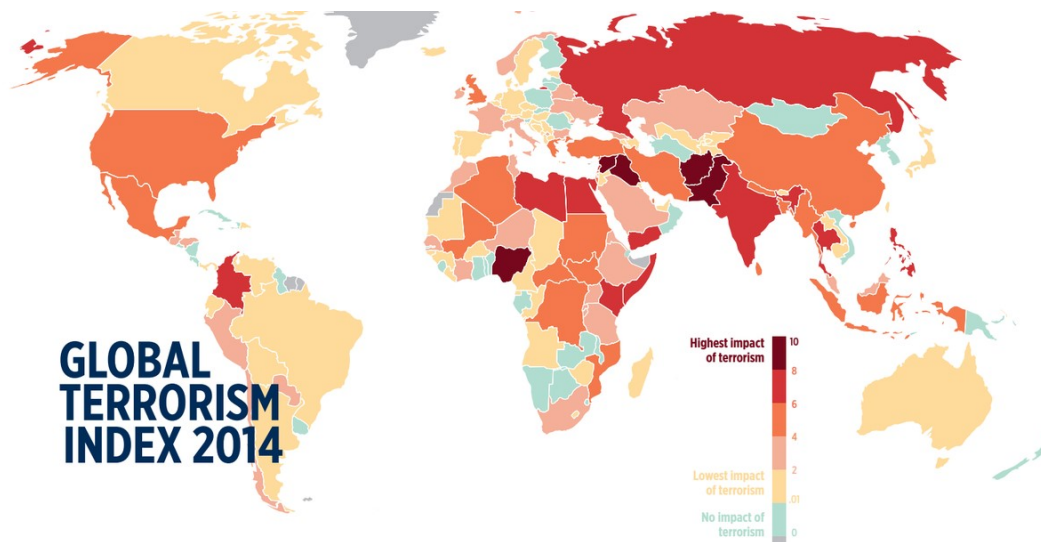 GLOBAL
TERRORISM
INDEX 2014
Highest impact
of terrorism
10
8
6
4
2
Lowest impact
of terrorism
.01
No impact of
terrorism
0